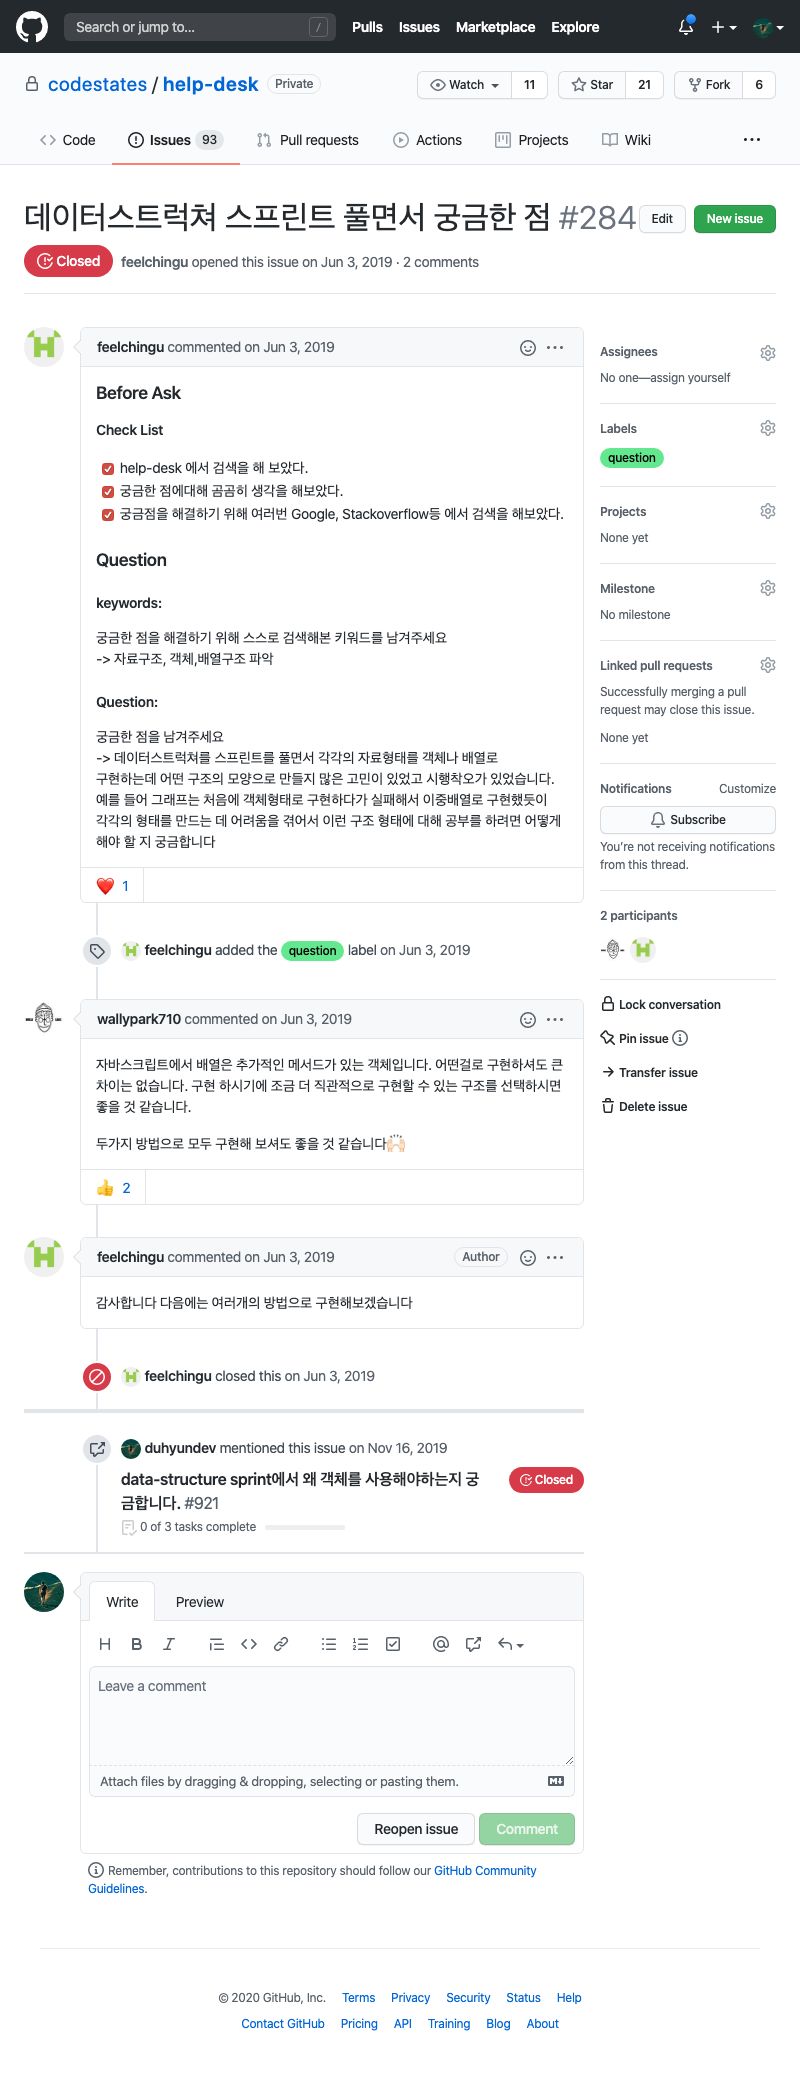 Search or jump to... / Pulls Issues Marketplace Explore
codestates / help-desk Private Watch 11 Star 21 Fork 6
Code Issues 93 Pull requests Actions Projects Wiki ...
데이터스트럭쳐 스프린트 풀면서 궁금한 점 #284 Edit New issue
Closed feelchingu opened this issue on Jun 3, 2019 · 2 comments
feelchingu commented on Jun 3, 2019
Before Ask
Check List
help-desk 에서 검색을 해 보았다.
궁금한 점에대해 곰곰히 생각을 해보았다.
궁금점을 해결하기 위해 여러번 Google, Stackoverflow등 에서 검색을 해보았다.
Question
keywords:
궁금한 점을 해결하기 위해 스스로 검색해본 키워드를 남겨주세요
-> 자료구조, 객체,배열구조 파악
Question:
궁금한 점을 남겨주세요
-> 데이터스트럭쳐를 스프린트를 풀면서 각각의 자료형태를 객체나 배열로
구현하는데 어떤 구조의 모양으로 만들지 많은 고민이 있었고 시행착오가 있었습니다.
예를 들어 그래프는 처음에 객체형태로 구현하다가 실패해서 이중배열로 구현했듯이
각각의 형태를 만드는 데 어려움을 겪어서 이런 구조 형태에 대해 공부를 하려면 어떻게
해야 할 지 궁금합니다
❤️ 1
feelchingu added the question label on Jun 3, 2019
wallypark710 commented on Jun 3, 2019
자바스크립트에서 배열은 추가적인 메서드가 있는 객체입니다. 어떤걸로 구현하셔도 큰
차이는 없습니다. 구현 하시기에 조금 더 직관적으로 구현할 수 있는 구조를 선택하시면
좋을 것 같습니다.
두가지 방법으로 모두 구현해 보셔도 좋을 것 같습니다🙌🏻
👍 2
feelchingu commented on Jun 3, 2019 Author
감사합니다 다음에는 여러개의 방법으로 구현해보겠습니다
feelchingu closed this on Jun 3, 2019
duhyundev mentioned this issue on Nov 16, 2019
data-structure sprint에서 왜 객체를 사용해야하는지 궁
금합니다. #921
Closed
0 of 3 tasks complete
Write Preview
H B I
Leave a comment
Attach files by dragging & dropping, selecting or pasting them.
Reopen issue Comment
Remember, contributions to this repository should follow our GitHub Community
Guidelines.
Assignees
No one—assign yourself
Labels
question
Projects
None yet
Milestone
No milestone
Linked pull requests
Successfully merging a pull
request may close this issue.
None yet
Notifications Customize
Subscribe
You're not receiving notifications
from this thread.
2 participants
Lock conversation
Pin issue
Transfer issue
Delete issue
© 2020 GitHub, Inc. Terms Privacy Security Status Help
Contact GitHub Pricing API Training Blog About